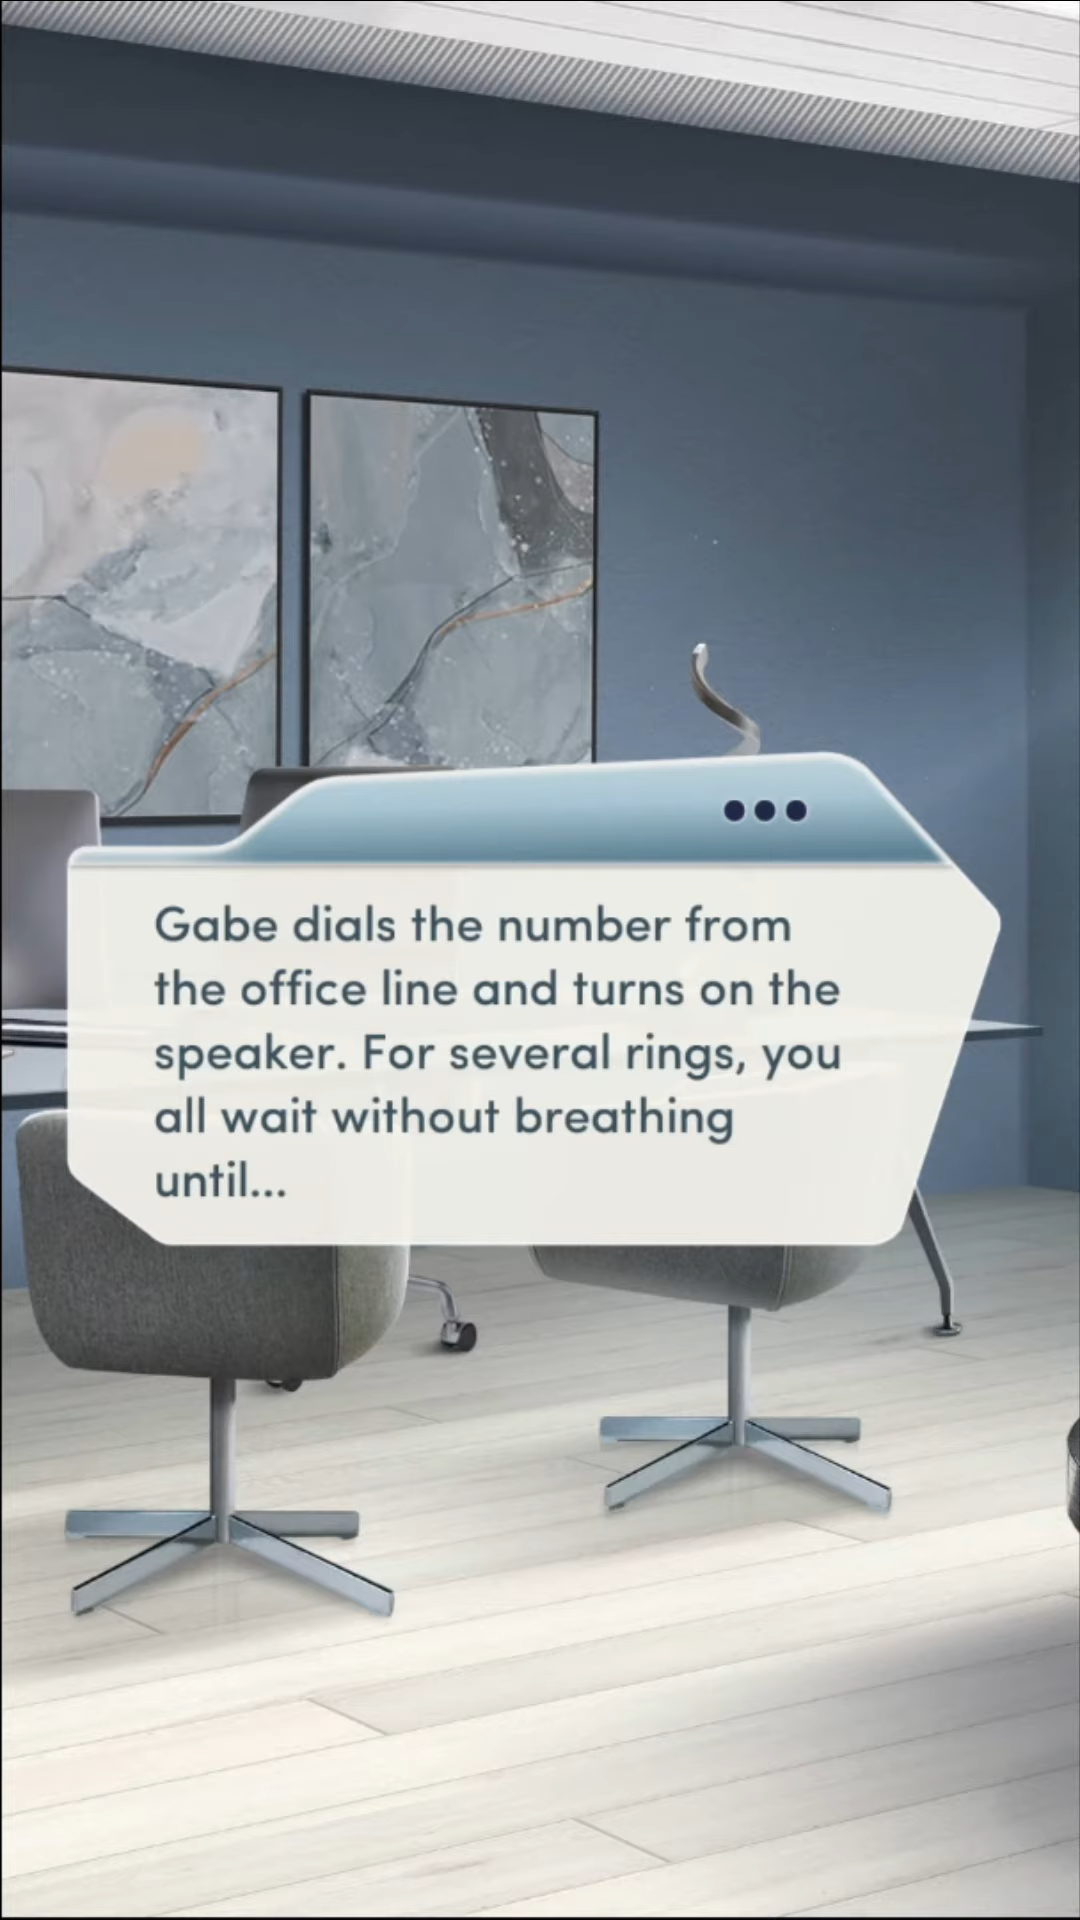 Gabe dials the number from
the office line and turns on the
speaker. For several rings, you
all wait without breathing
until...